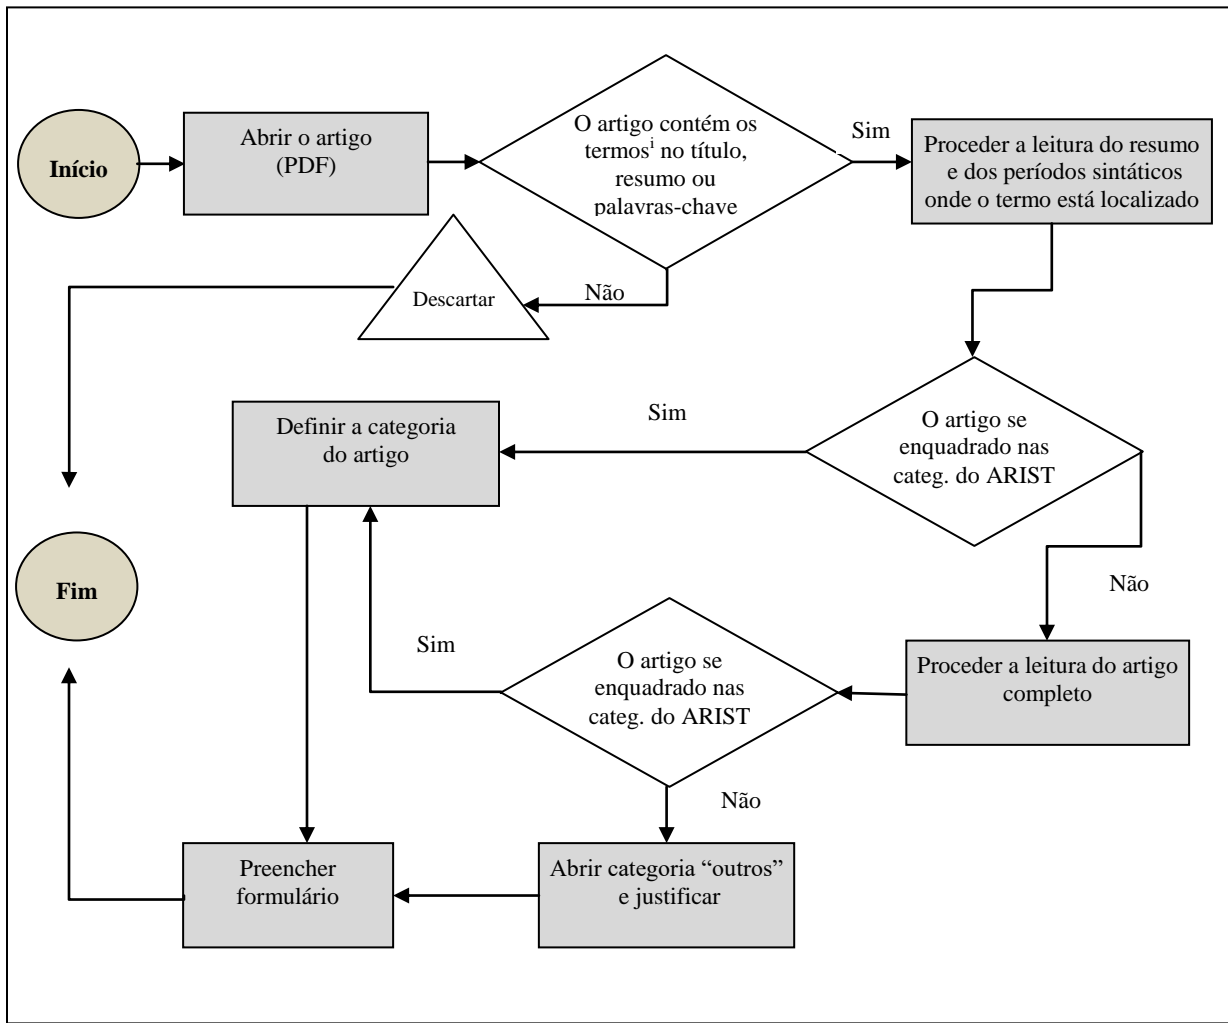 Início
Abrir o artigo
(PDF)
O artigo contém os
termosⁱ no título,
resumo ou
palavras-chave
Sim
Proceder a leitura do resumo
e dos períodos sintáticos
onde o termo está localizado
Não
Descartar
O artigo se
enquadrado nas
categ. do ARIST
Sim
Definir a categoria
do artigo
Não
Fim
Proceder a leitura do artigo
completo
O artigo se
enquadrado nas
categ. do ARIST
Sim
Não
Abrir categoria “outros”
e justificar
Preencher
formulário